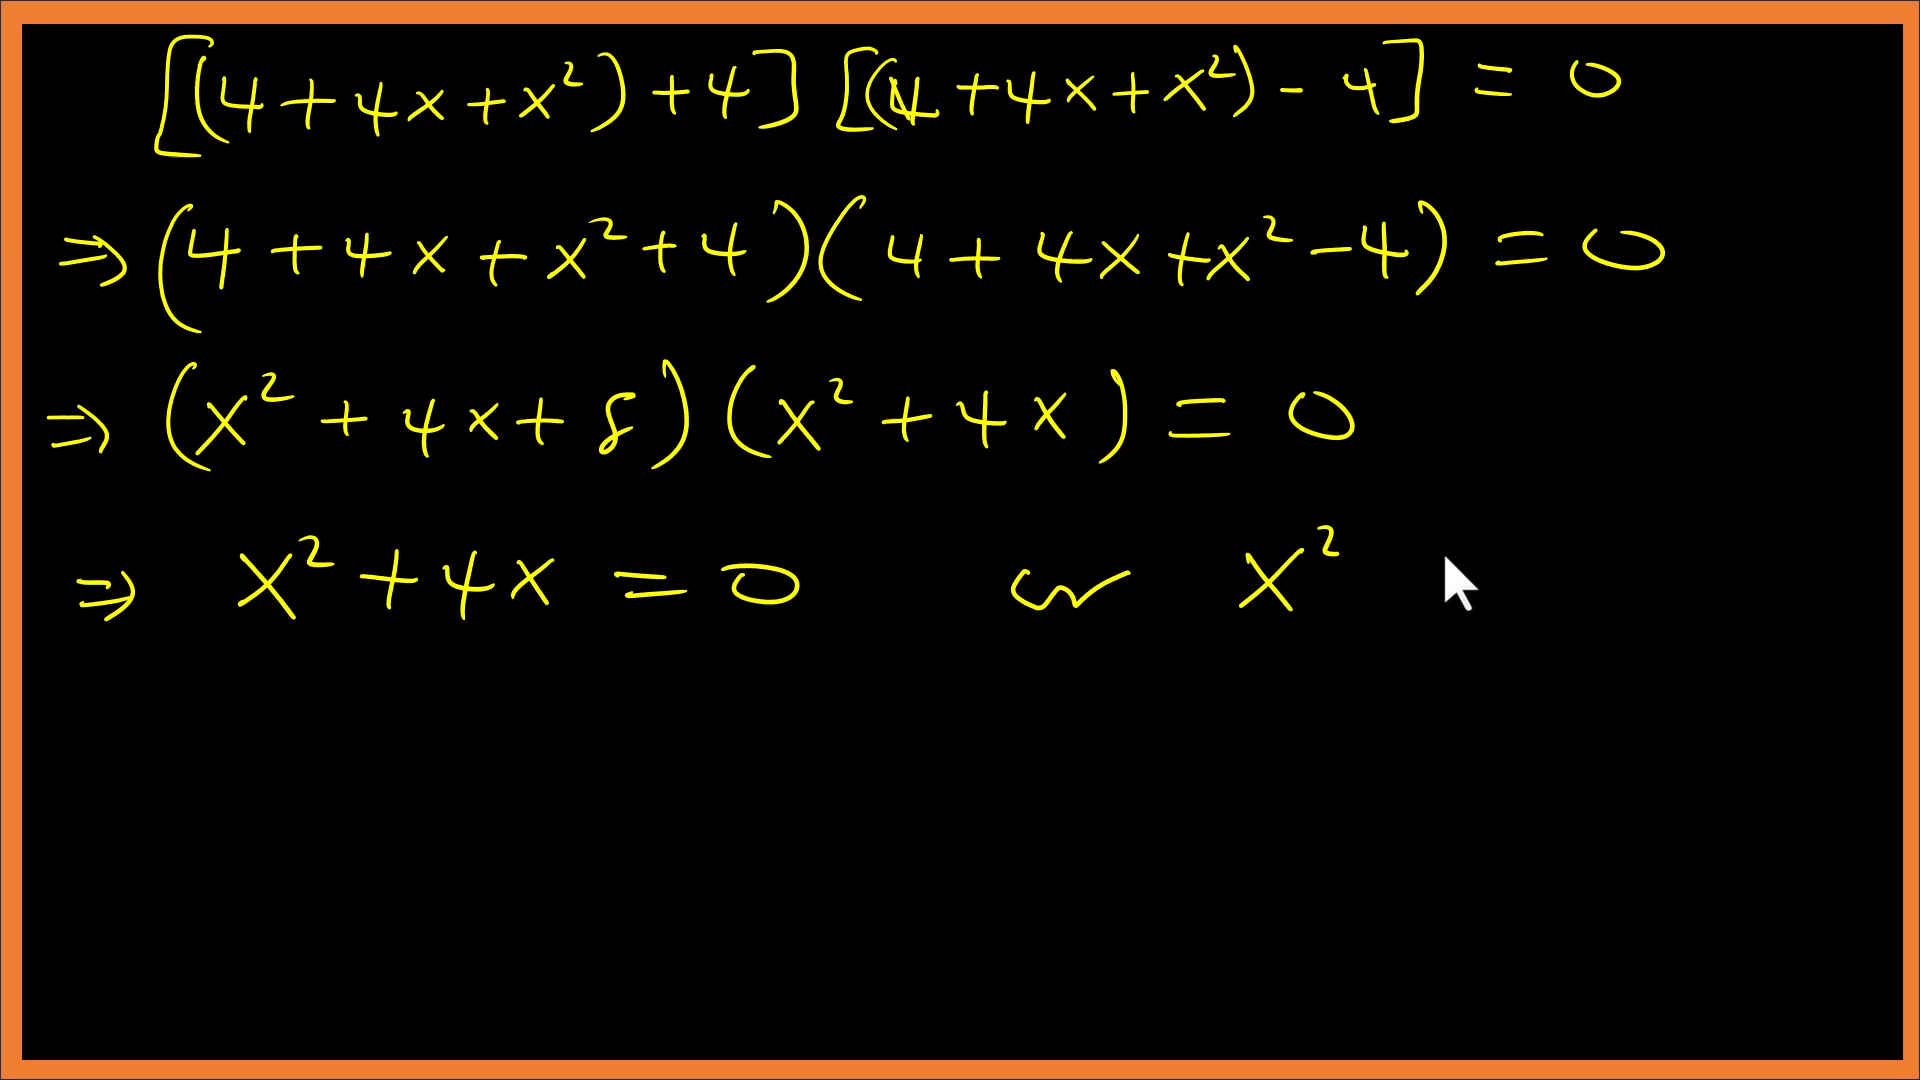 [(4+4x+x²)+4][(4+4x+x²)-4]=0
⇒(4+4x+x²+4)(4+4x+x²-4)=0
⇒(x²+4x+8)(x²+4x)=0
⇒ x²+4x=0 or x²